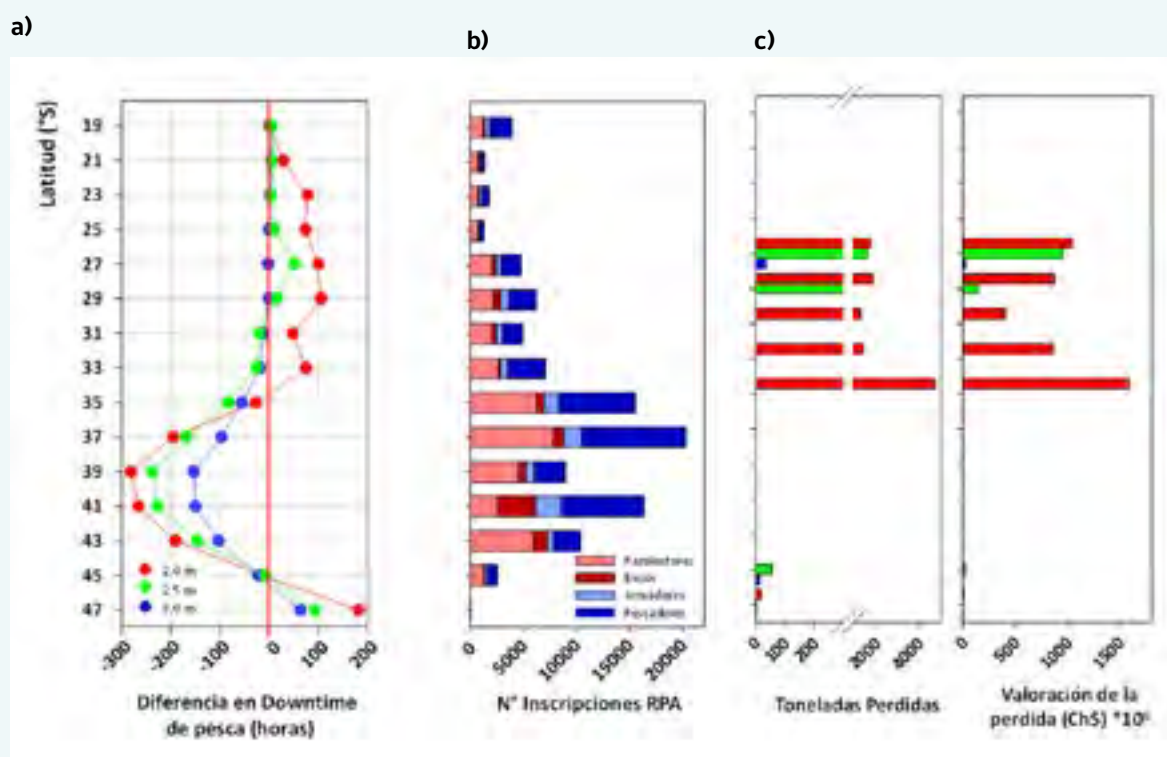 a)
b)
c)
Latitud (°S)
19
21
23
25
27
29
31
33
35
37
39
41
43
45
47
2.0 m
2.5 m
3.0 m
-300 -200 -100 0 100 200
Diferencia en Downtime
de pesca (horas)
Buzos
Armadores
Pescadores
0 5000 10000 15000 20000
N° Inscripciones RPA
0 100 200 2000 4000
Toneladas Perdidas
0 500 1000 1500
Valoración de la
perdida (Ch$) *10⁶